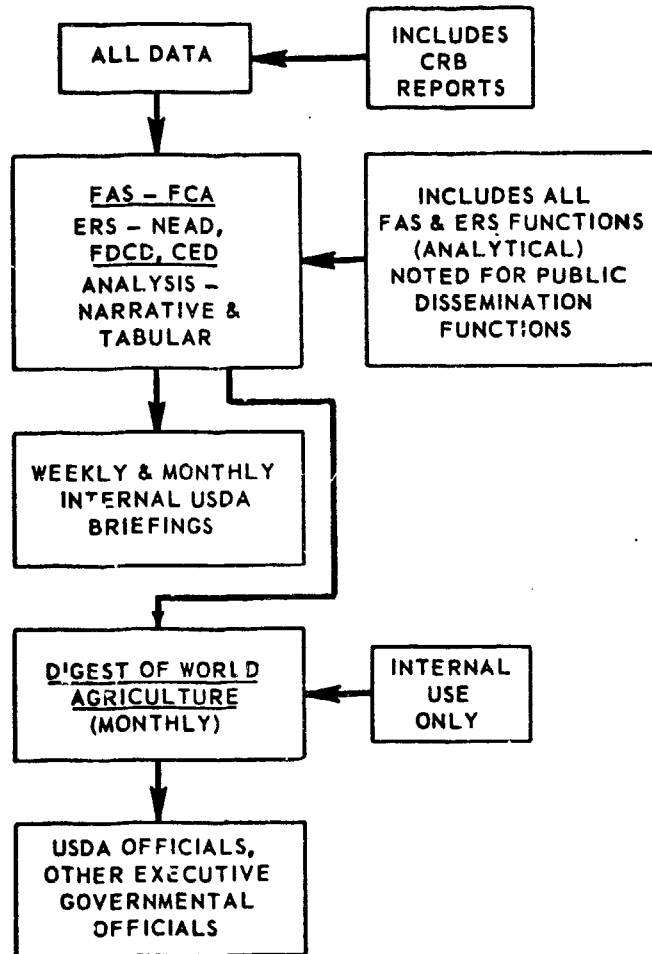 ALL DATA
INCLUDES
CRB
REPORTS
FAS – FCA
ERS – NEAD,
FDCD, CED
ANALYSIS –
NARRATIVE &
TABULAR
INCLUDES ALL
FAS & ERS FUNCTIONS
(ANALYTICAL)
NOTED FOR PUBLIC
DISSEMINATION
FUNCTIONS
WEEKLY & MONTHLY
INTERNAL USDA
BRIEFINGS
DIGEST OF WORLD
AGRICULTURE
(MONTHLY)
INTERNAL
USE
ONLY
USDA OFFICIALS,
OTHER EXECUTIVE
GOVERNMENTAL
OFFICIALS